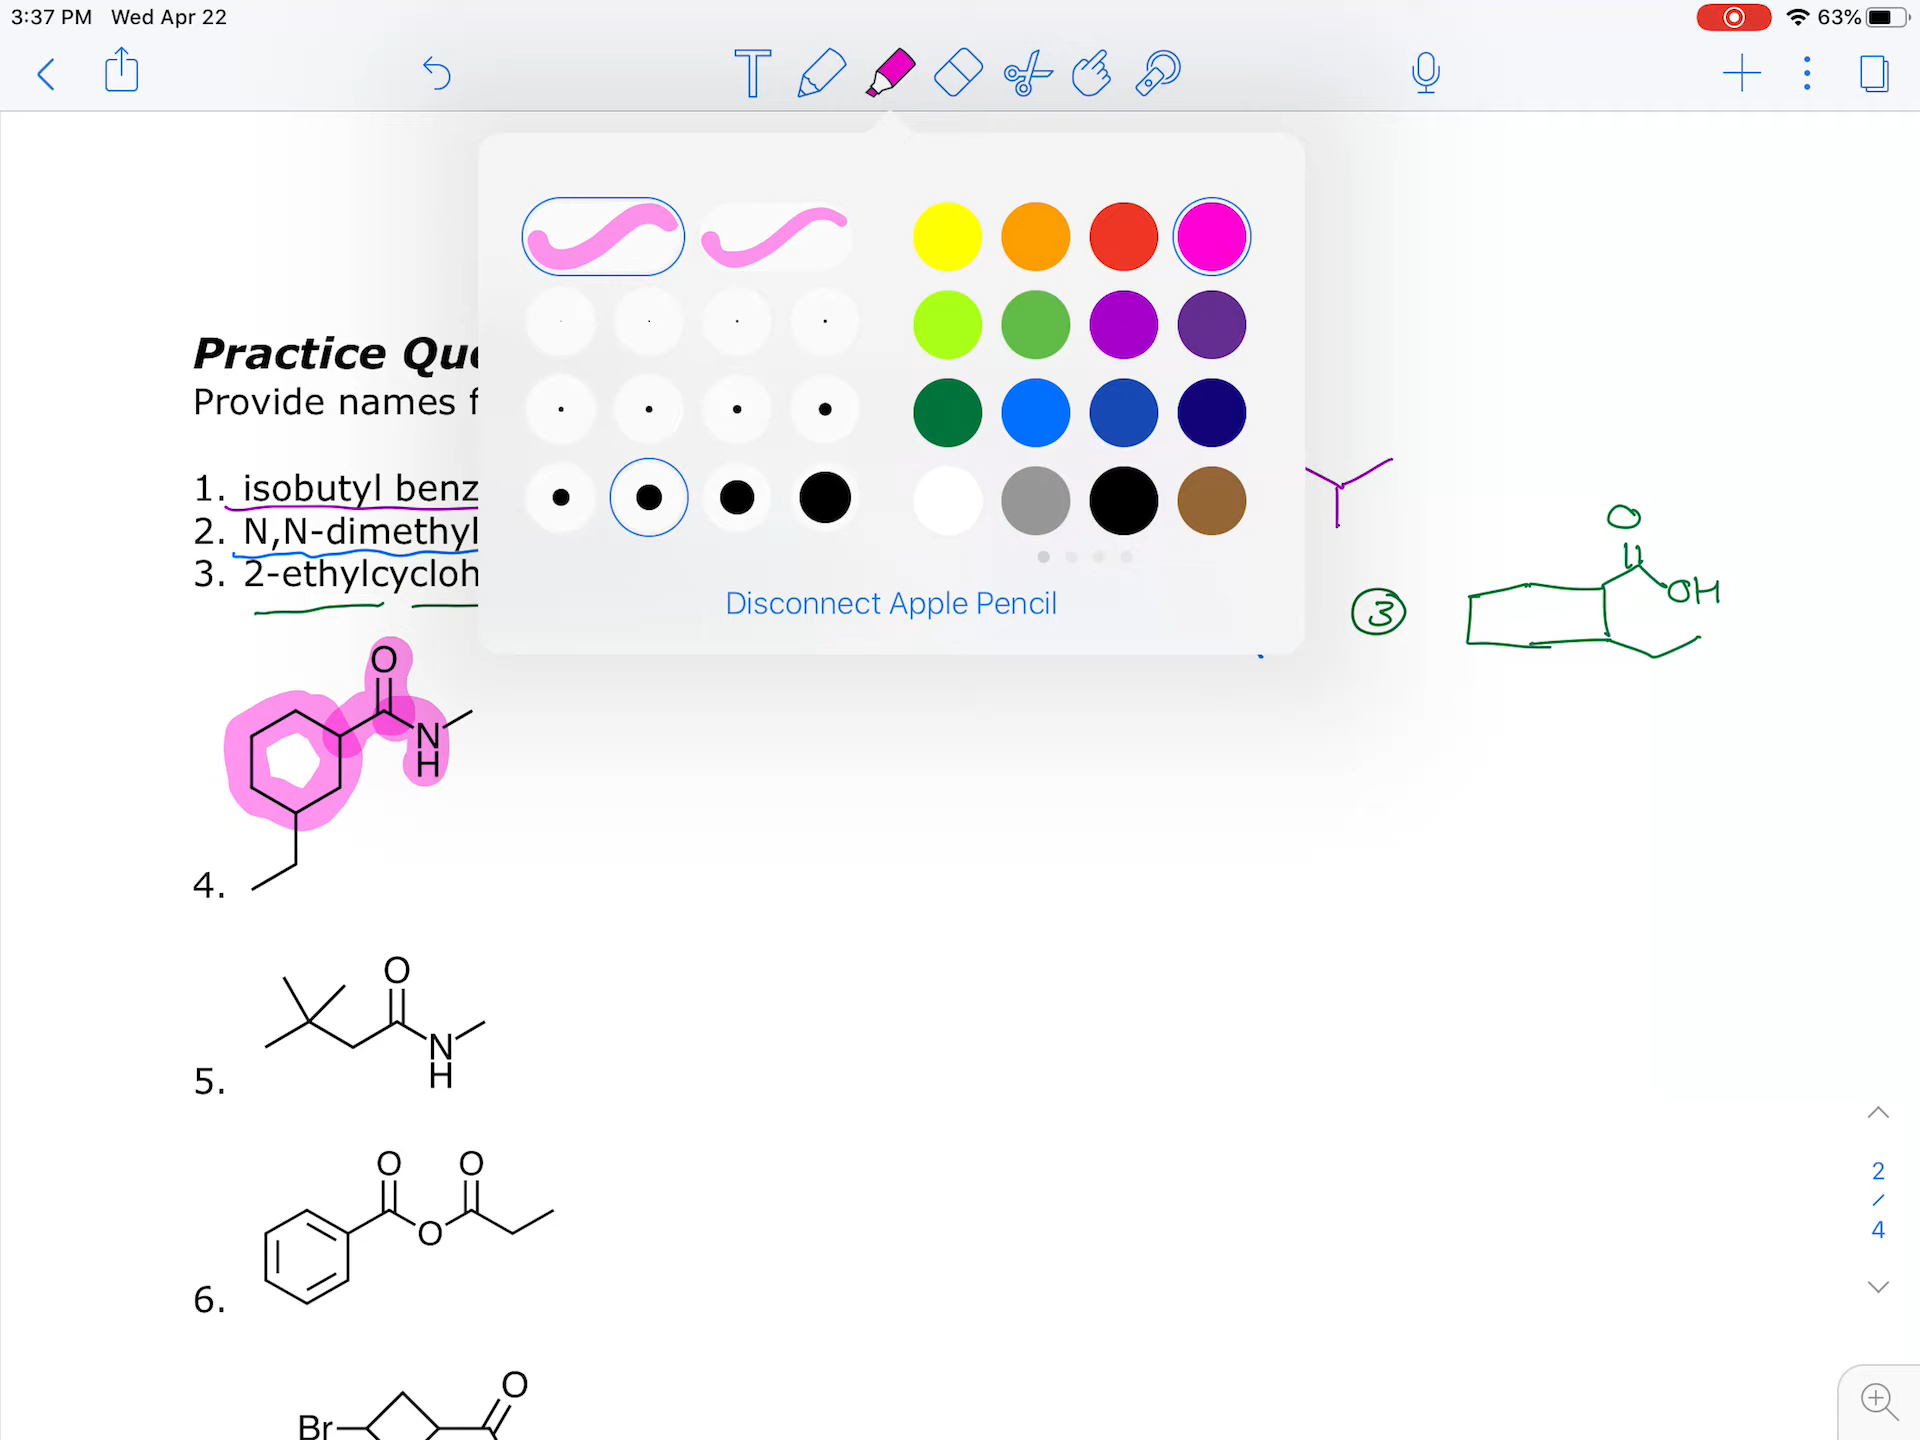 3:37 PM Wed Apr 22
63%
T
Practice Que
Provide names f
1. isobutyl benz
2. N,N-dimethyl
3. 2-ethylcycloh
Disconnect Apple Pencil
3
O
OH
O
N
H
4.
O
N
H
5.
O O
O
6.
O
Br
2
/
4